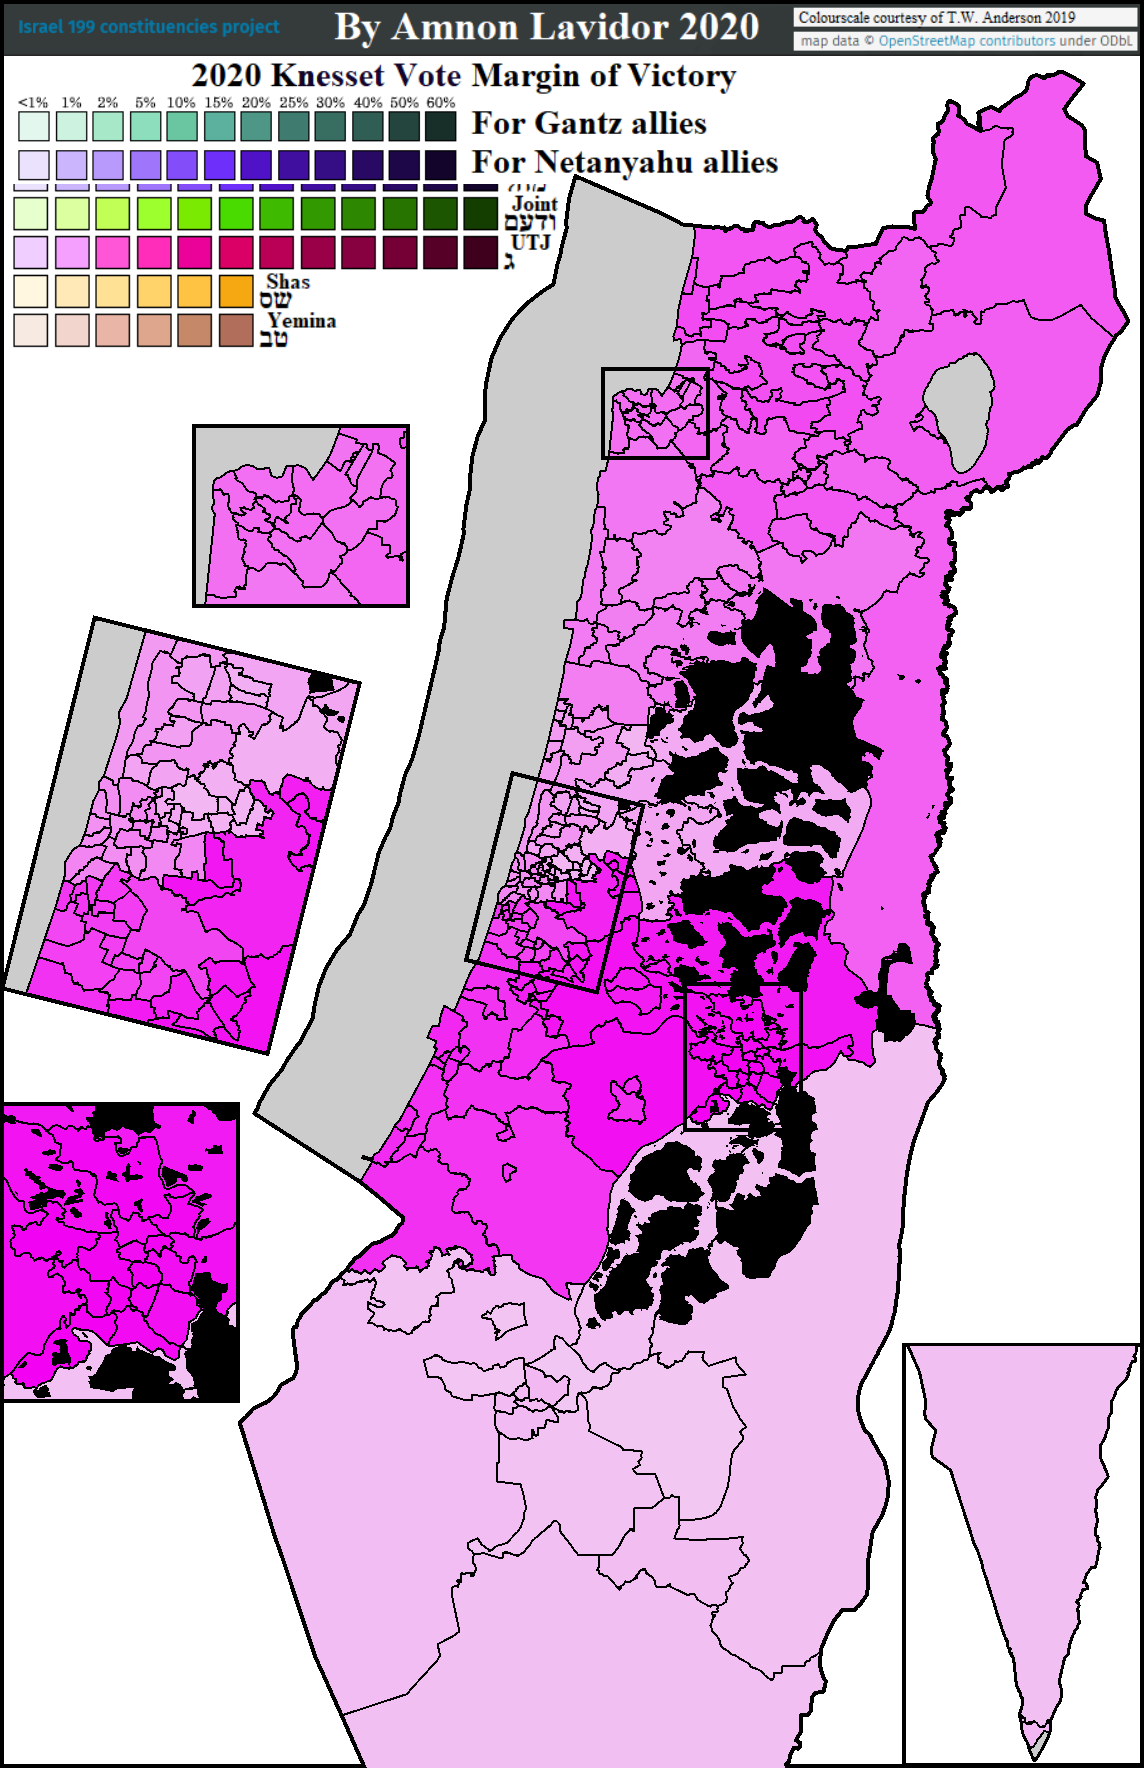 Israel 199 constituencies project
By Amnon Lavidor 2020
Colourscale courtesy of T.W. Anderson 2019
map data © OpenStreetMap contributors under ODbL
2020 Knesset Vote Margin of Victory
<1% 1% 2% 5% 10% 15% 20% 25% 30% 40% 50% 60%
For Gantz allies
For Netanyahu allies
Joint
ודעם
UTJ
ג
Shas
שס
Yemina
טב